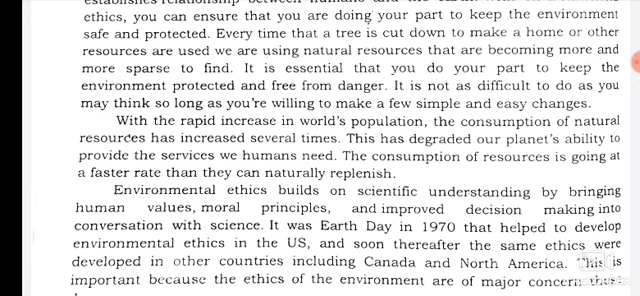 establishes relationship between humans and the earth
ethics, you can ensure that you are doing your part to keep the environment
safe and protected. Every time that a tree is cut down to make a home or other
resources are used we are using natural resources that are becoming more and
more sparse to find. It is essential that you do your part to keep the
environment protected and free from danger. It is not as difficult to do as you
may think so long as you're willing to make a few simple and easy changes.
With the rapid increase in world's population, the consumption of natural
resources has increased several times. This has degraded our planet's ability to
provide the services we humans need. The consumption of resources is going at
a faster rate than they can naturally replenish.
Environmental ethics builds on scientific understanding by bringing
human values, moral principles, and improved decision making into
conversation with science. It was Earth Day in 1970 that helped to develop
environmental ethics in the US, and soon thereafter the same ethics were
developed in other countries including Canada and North America. This is
important because the ethics of the environment are of major concern these